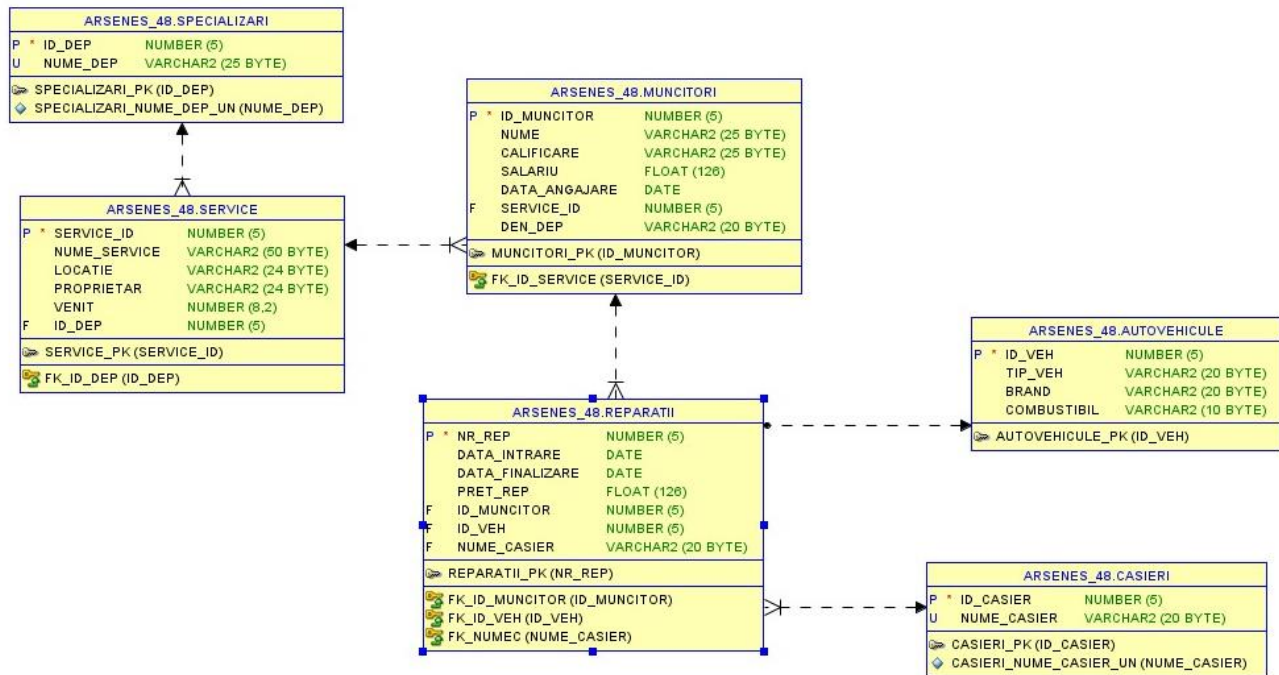 ARSENES_48.SPECIALIZARI
P * ID_DEP NUMBER (5)
U NUME_DEP VARCHAR2 (25 BYTE)
SPECIALIZARI_PK (ID_DEP)
SPECIALIZARI_NUME_DEP_UN (NUME_DEP)
ARSENES_48.MUNCITORI
P * ID_MUNCITOR NUMBER (5)
NUME VARCHAR2 (25 BYTE)
CALIFICARE VARCHAR2 (25 BYTE)
SALARIU FLOAT (126)
DATA_ANGAJARE DATE
F SERVICE_ID NUMBER (5)
DEN_DEP VARCHAR2 (20 BYTE)
MUNCITORI_PK (ID_MUNCITOR)
FK_ID_SERVICE (SERVICE_ID)
ARSENES_48.SERVICE
P * SERVICE_ID NUMBER (5)
NUME_SERVICE VARCHAR2 (50 BYTE)
LOCATIE VARCHAR2 (24 BYTE)
PROPRIETAR VARCHAR2 (24 BYTE)
VENIT NUMBER (8,2)
F ID_DEP NUMBER (5)
SERVICE_PK (SERVICE_ID)
FK_ID_DEP (ID_DEP)
ARSENES_48.AUTOVEHICULE
P * ID_VEH NUMBER (5)
TIP_VEH VARCHAR2 (20 BYTE)
BRAND VARCHAR2 (20 BYTE)
COMBUSTIBIL VARCHAR2 (10 BYTE)
AUTOVEHICULE_PK (ID_VEH)
ARSENES_48.REPARATII
P * NR_REP NUMBER (5)
DATA_INTRARE DATE
DATA_FINALIZARE DATE
PRET_REP FLOAT (126)
F ID_MUNCITOR NUMBER (5)
F ID_VEH NUMBER (5)
F NUME_CASIER VARCHAR2 (20 BYTE)
REPARATII_PK (NR_REP)
FK_ID_MUNCITOR (ID_MUNCITOR)
FK_ID_VEH (ID_VEH)
FK_NUMEC (NUME_CASIER)
ARSENES_48.CASIERI
P * ID_CASIER NUMBER (5)
U NUME_CASIER VARCHAR2 (20 BYTE)
CASIERI_PK (ID_CASIER)
CASIERI_NUME_CASIER_UN (NUME_CASIER)